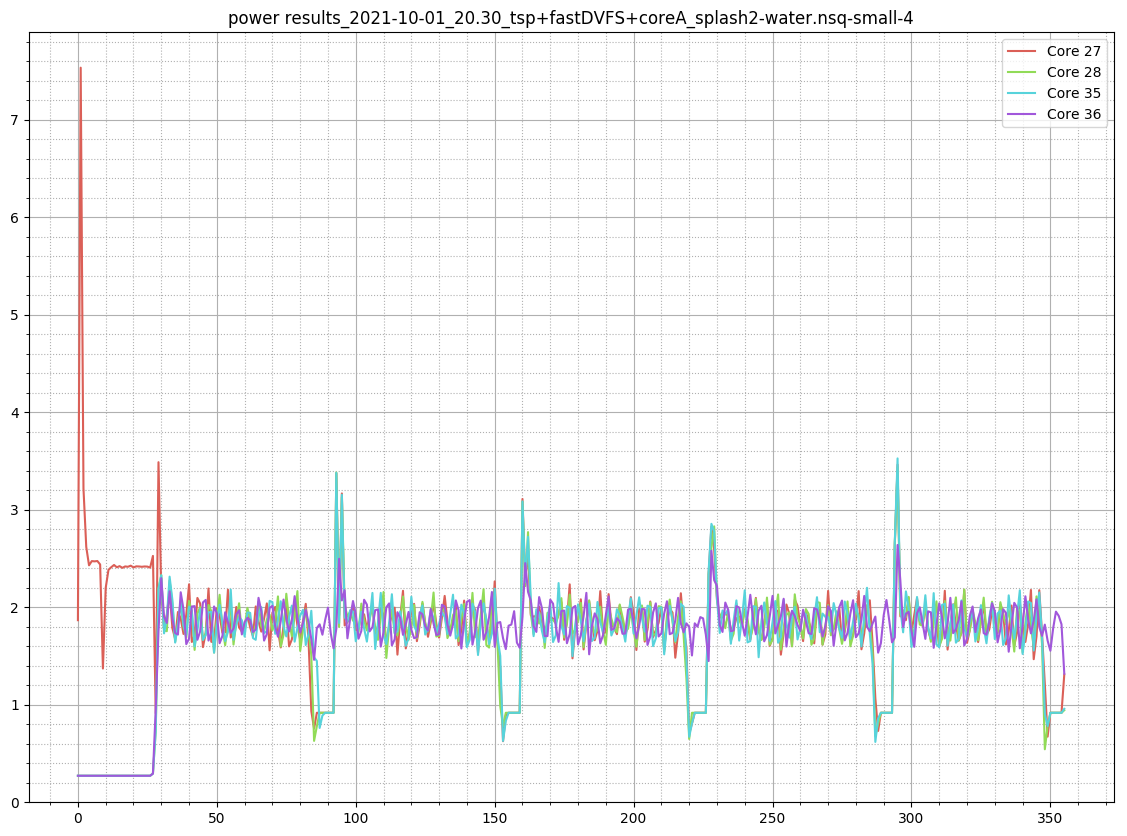 power results_2021-10-01_20.30_tsp+fastDVFS+coreA_splash2-water.nsq-small-4
Core 27
Core 28
Core 35
Core 36
7
6
5
4
3
2
1
0
0 50 100 150 200 250 300 350